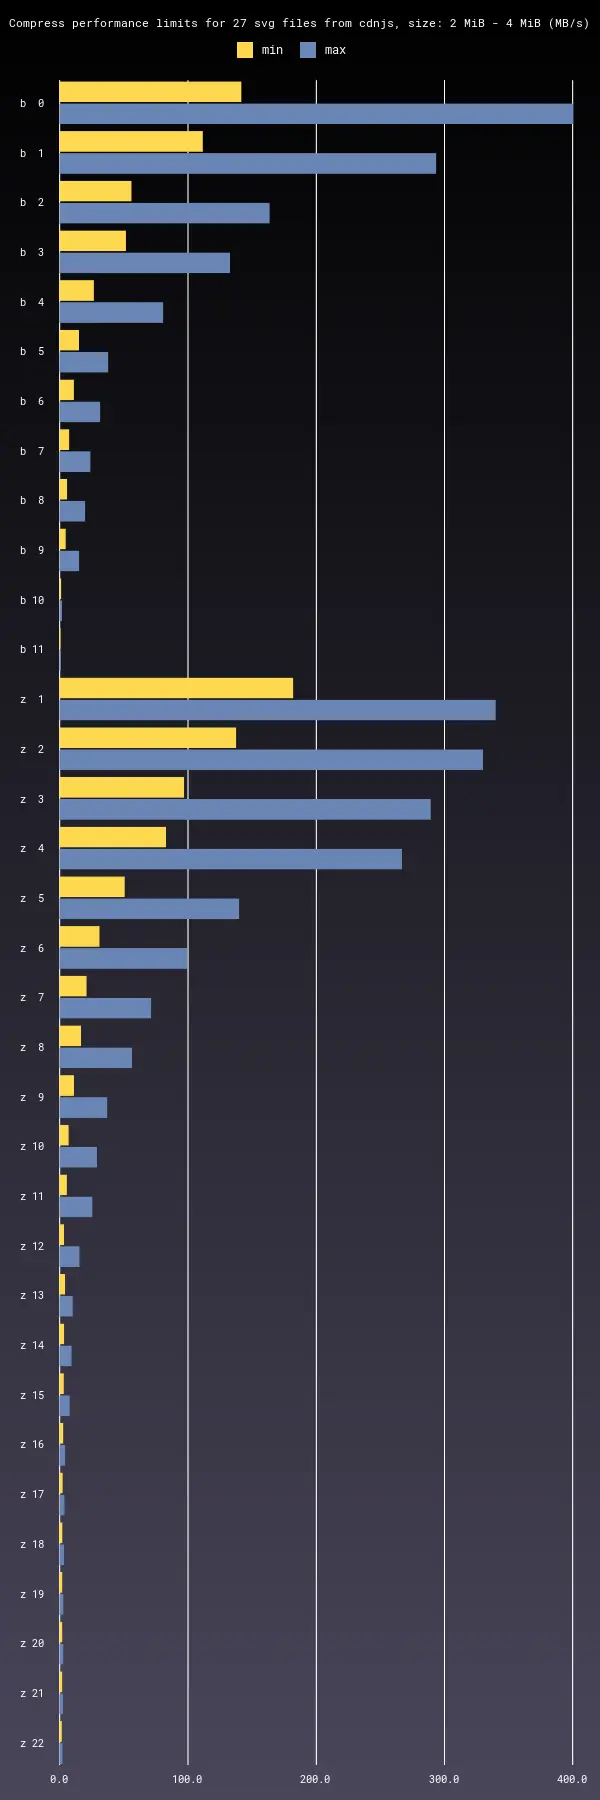 Compress performance limits for 27 svg files from cdnjs, size: 2 MiB - 4 MiB (MB/s)
min max
b 0
b 1
b 2
b 3
b 4
b 5
b 6
b 7
b 8
b 9
b 10
b 11
z 1
z 2
z 3
z 4
z 5
z 6
z 7
z 8
z 9
z 10
z 11
z 12
z 13
z 14
z 15
z 16
z 17
z 18
z 19
z 20
z 21
z 22
0.0 100.0 200.0 300.0 400.0